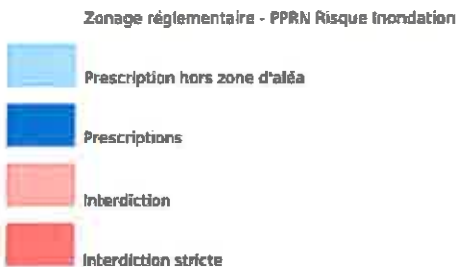 Zonage réglementaire - PPRN Risque Inondation
Prescription hors zone d'aléa
Prescriptions
Interdiction
Interdiction stricte